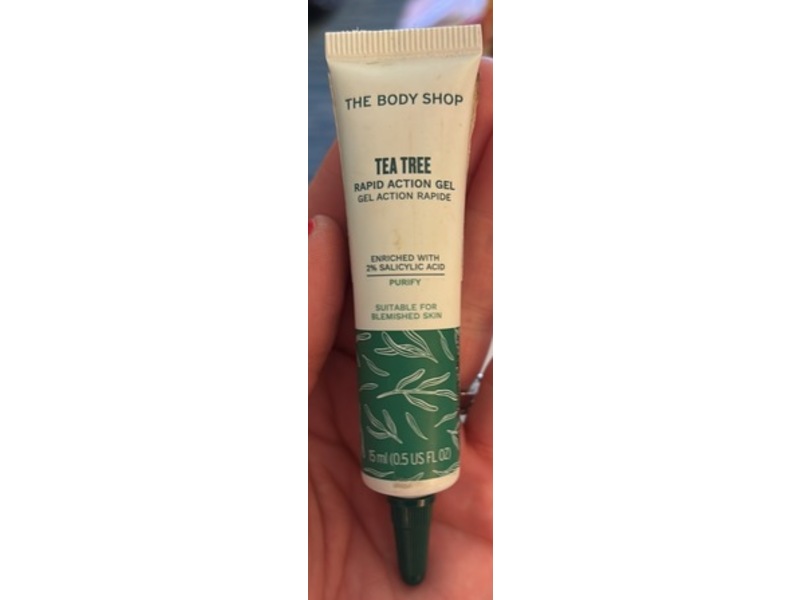 THE BODY SHOP
TEA TREE
RAPID ACTION GEL
GEL ACTION RAPIDE
ENRICHED WITH
2% SALICYLIC ACID
PURIFY
SUITABLE FOR
BLEMISHED SKIN
15 ml (0.5 US FL OZ)